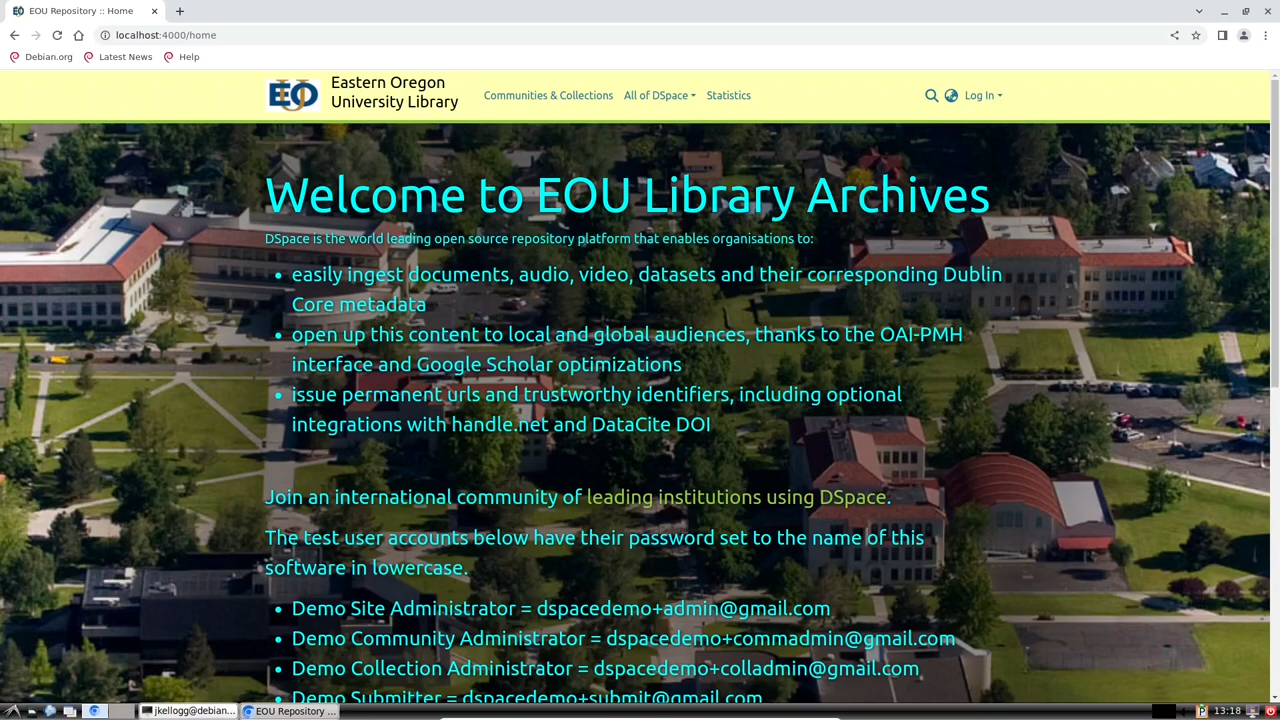 EOU Repository :: Home
localhost:4000/home
Debian.org
Latest News
Help
EOU
Eastern Oregon
University Library
Communities & Collections
All of DSpace
Statistics
Log In
Welcome to EOU Library Archives
DSpace is the world leading open source repository platform that enables organisations to:
• easily ingest documents, audio, video, datasets and their corresponding Dublin
Core metadata
• open up this content to local and global audiences, thanks to the OAI-PMH
interface and Google Scholar optimizations
• issue permanent urls and trustworthy identifiers, including optional
integrations with handle.net and DataCite DOI
Join an international community of leading institutions using DSpace.
The test user accounts below have their password set to the name of this
software in lowercase.
• Demo Site Administrator = dspacedemo+admin@gmail.com
• Demo Community Administrator = dspacedemo+commadmin@gmail.com
• Demo Collection Administrator = dspacedemo+colladmin@gmail.com
• Demo Submitter = dspacedemo+submit@gmail.com
jkellogg@debian...
EOU Repository ...
13:18